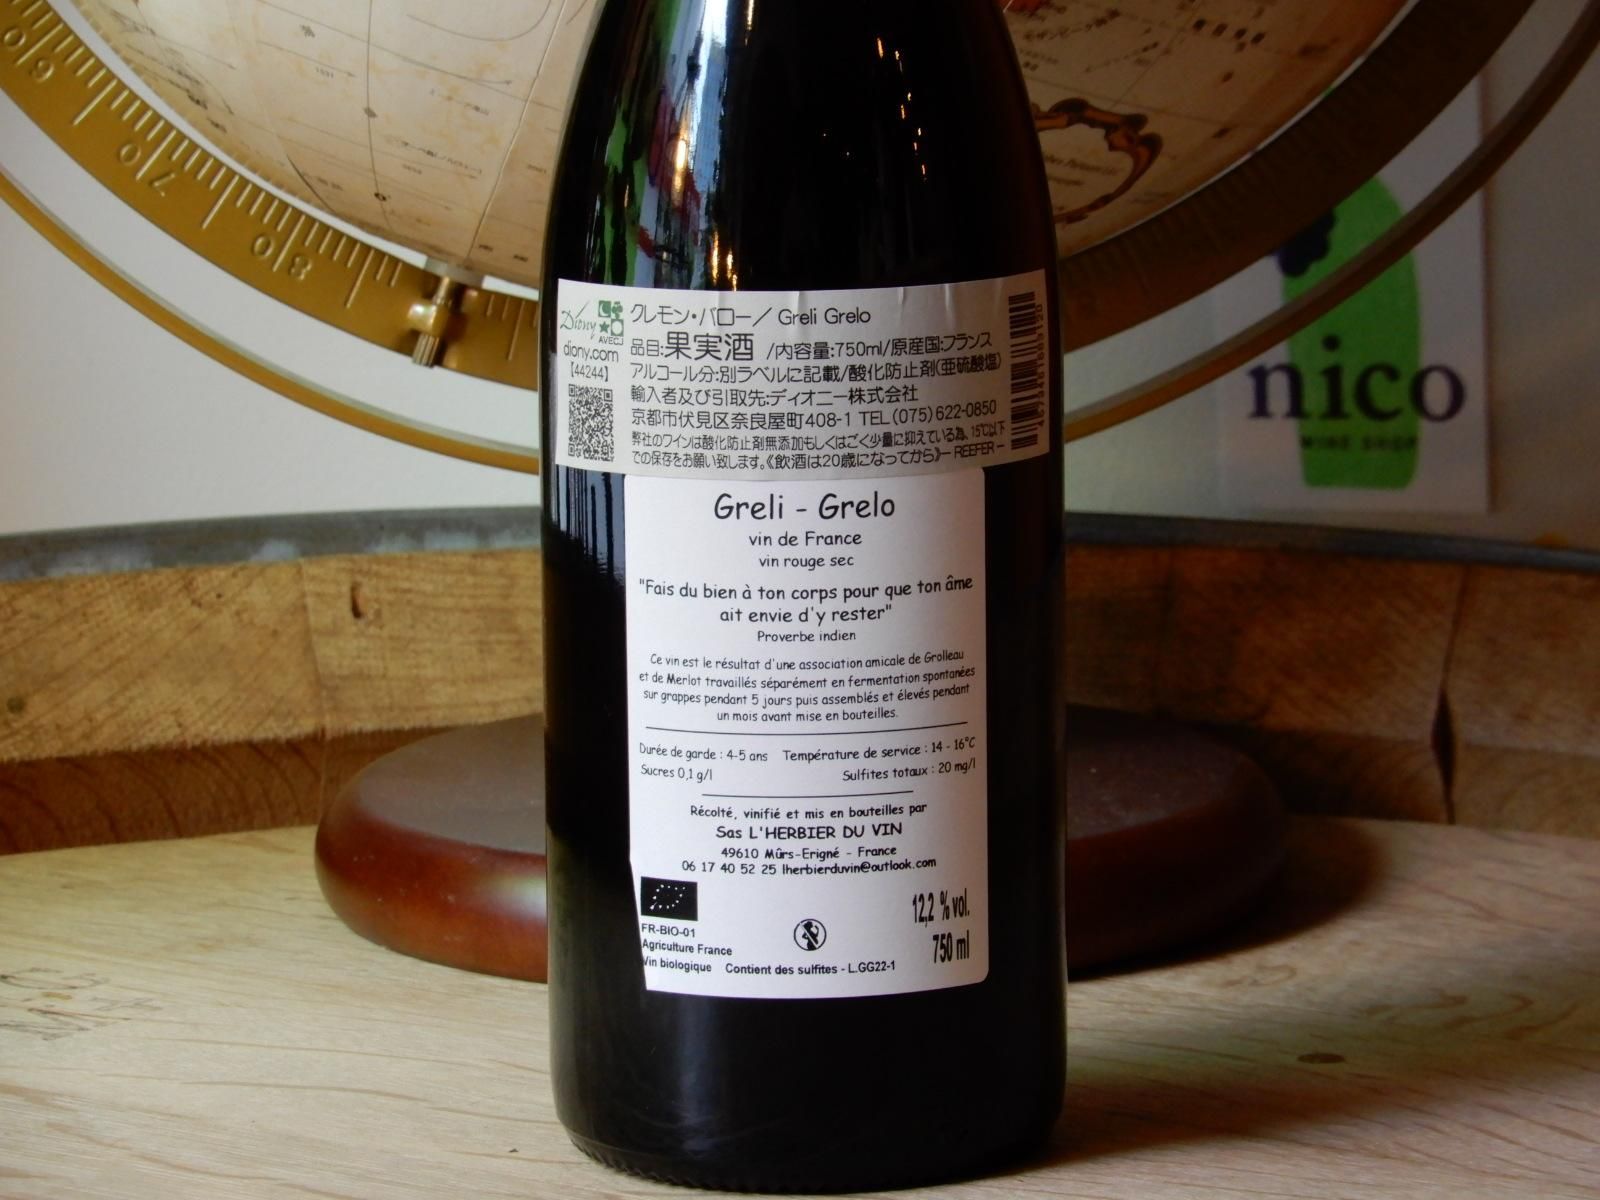 Diony
AVEC J
diony.com
【44244】
クレモン・バロー／ Greli Grelo
品目:果実酒 /内容量:750ml/原産国:フランス
アルコール分:別ラベルに記載/酸化防止剤(亜硫酸塩)
輸入者及び引取先:ディオニー株式会社
京都市伏見区奈良屋町408-1 TEL(075)622-0850
弊社のワインは酸化防止剤無添加もしくはごく少量に抑えている為、15℃以下
での保存をお願い致します。《飲酒は20歳になってから》— REEFER —
Greli - Grelo
vin de France
vin rouge sec
"Fais du bien à ton corps pour que ton âme
ait envie d'y rester"
Proverbe indien
Ce vin est le résultat d'une association amicale de Grolleau
et de Merlot travaillés séparément en fermentation spontanées
sur grappes pendant 5 jours puis assemblés et élevés pendant
un mois avant mise en bouteilles.
Durée de garde : 4-5 ans Température de service : 14 - 16°C
Sucres 0,1 g/l Sulfites totaux : 20 mg/l
Récolté, vinifié et mis en bouteilles par
Sas L'HERBIER DU VIN
49610 Mûrs-Erigné - France
06 17 40 52 25 lherbierduvin@outlook.com
12,2 % vol.
750 ml
FR-BIO-01
Agriculture France
Vin biologique Contient des sulfites - L.GG22-1
nico
WINE SHOP